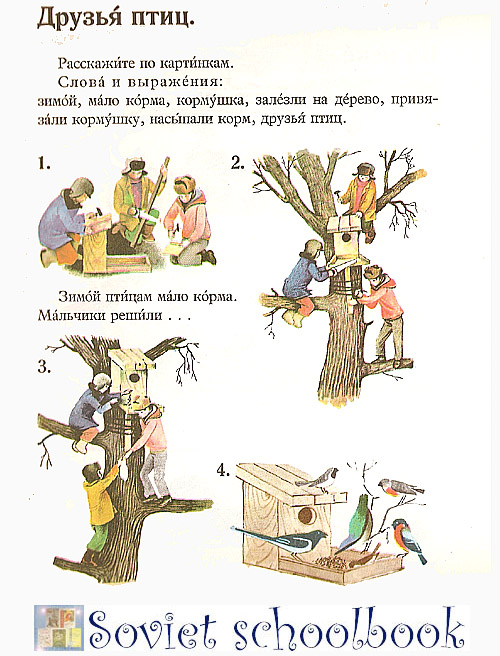 Друзья́ птиц.
Расскажи́те по карти́нкам.
Слова́ и выраже́ния:
зимо́й, ма́ло ко́рма, корму́шка, зале́зли на де́рево, привя-
за́ли корму́шку, насы́пали корм, друзья́ птиц.
1.
2.
Зимо́й пти́цам ма́ло ко́рма.
Ма́льчики реши́ли . . .
3.
4.
Soviet schoolbook